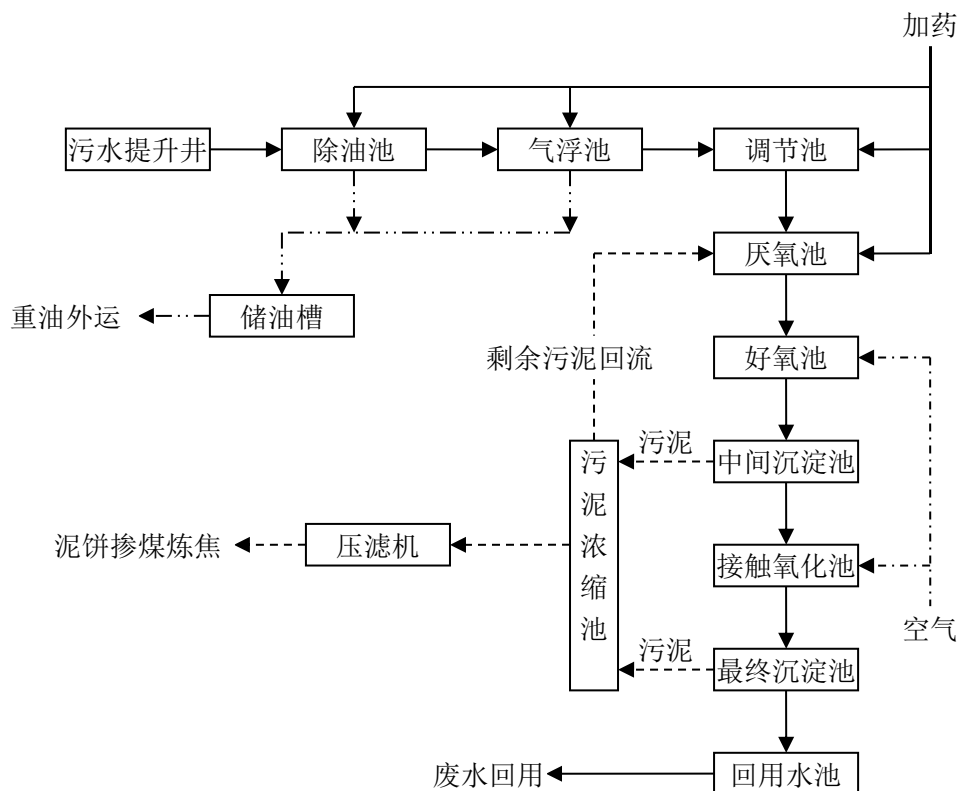 加药
污水提升井
除油池
气浮池
调节池
厌氧池
重油外运
储油槽
剩余污泥回流
好氧池
污泥
中间沉淀池
污泥浓缩池
泥饼掺煤炼焦
压滤机
接触氧化池
空气
污泥
最终沉淀池
废水回用
回用水池